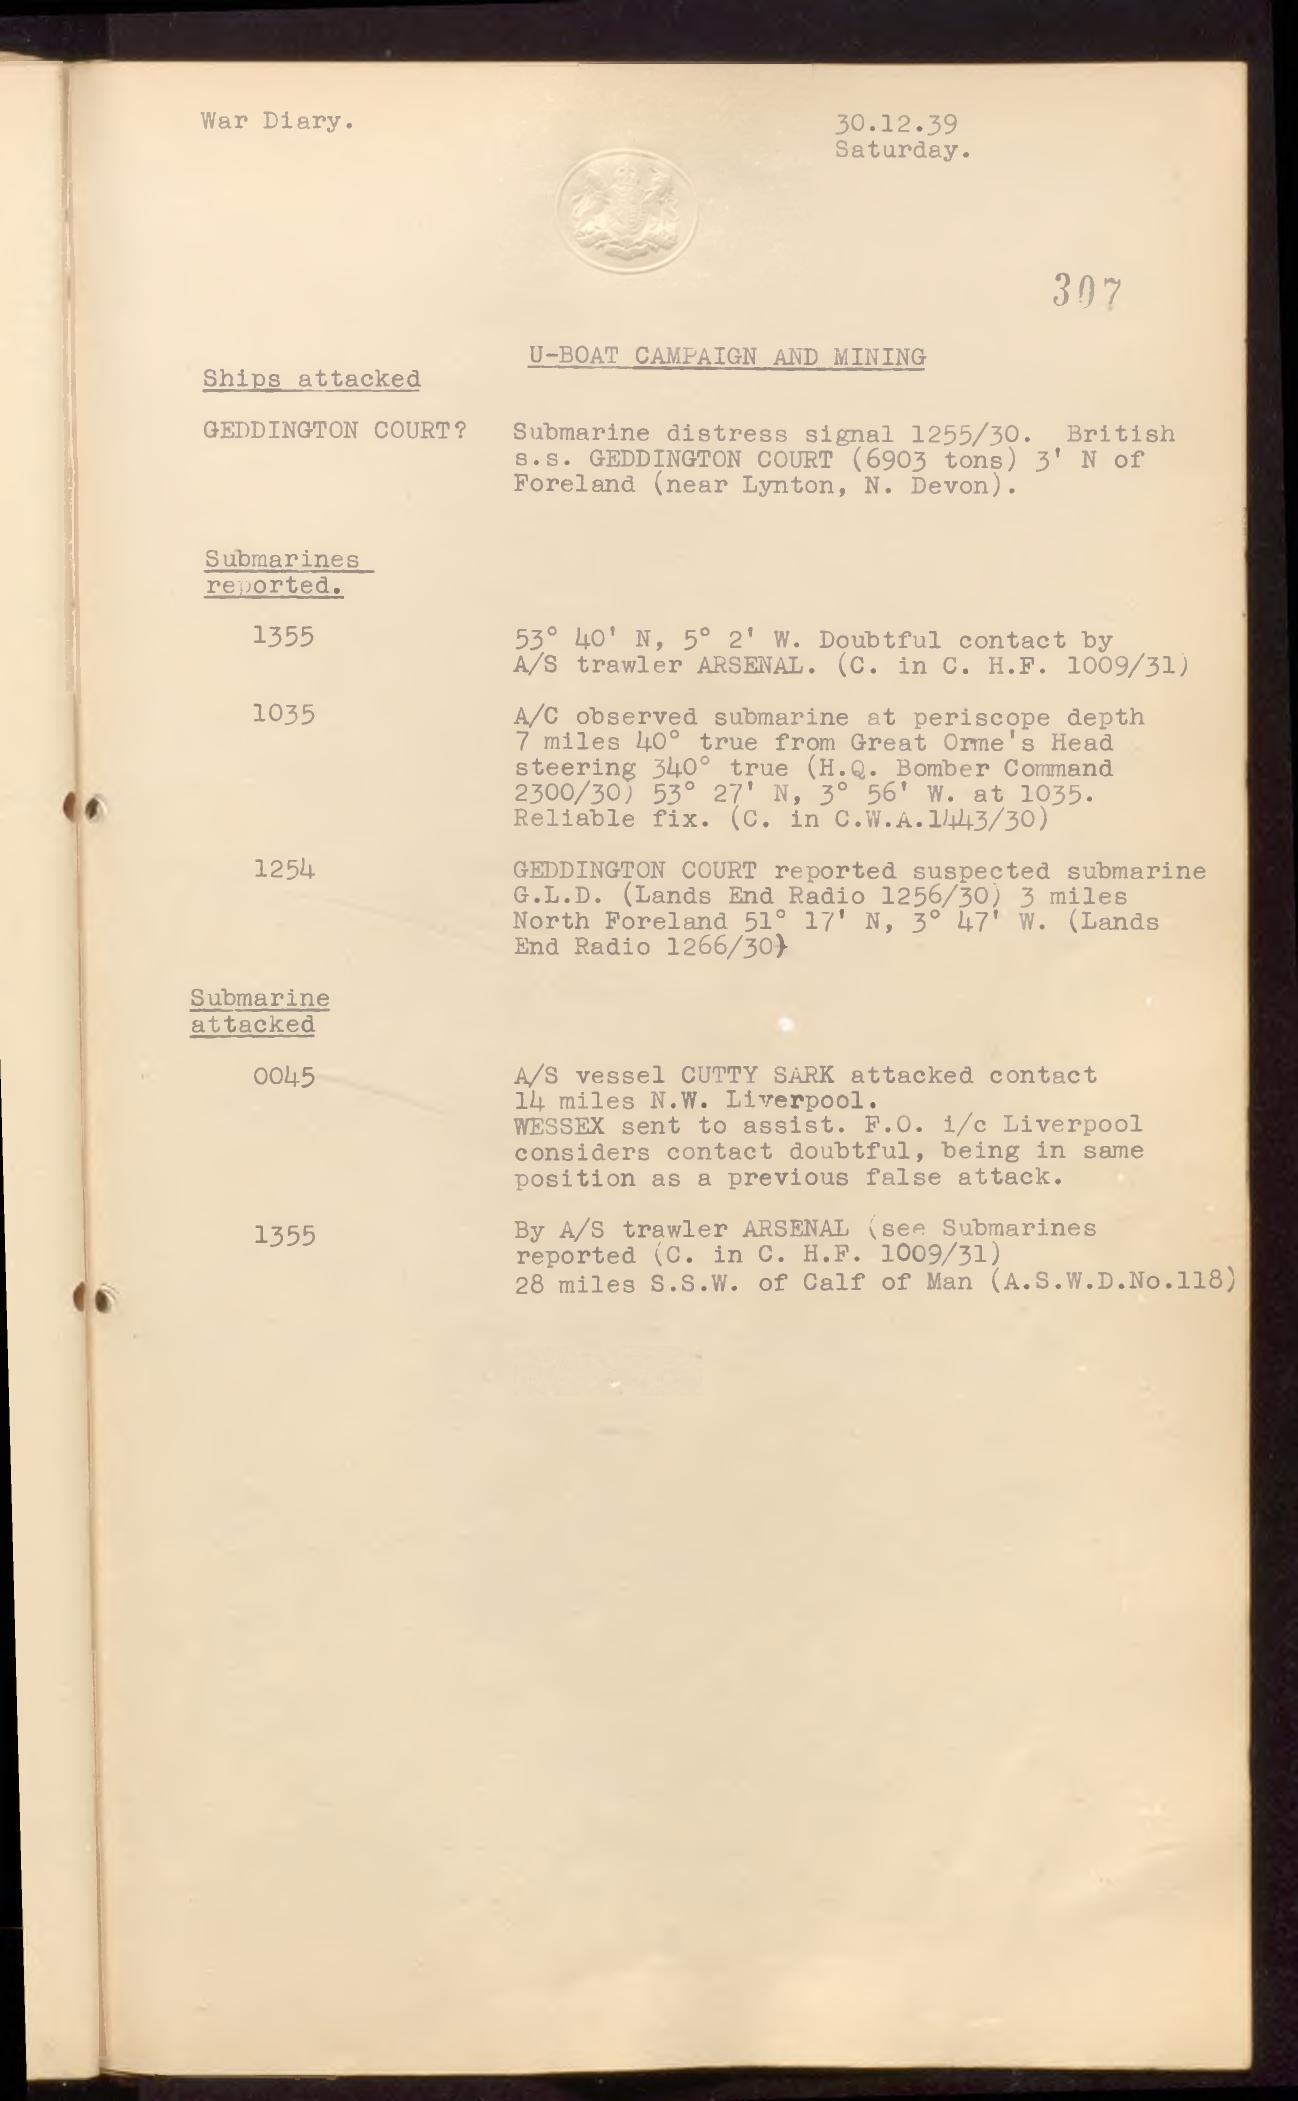 War Diary.
30.12.39
Saturday.
307
U-BOAT CAMPAIGN AND MINING
Ships attacked
GEDDINGTON COURT? Submarine distress signal 1255/30. British
s.s. GEDDINGTON COURT (6903 tons) 3' N of
Foreland (near Lynton, N. Devon).
Submarines
reported.
1355 53° 40' N, 5° 2' W. Doubtful contact by
A/S trawler ARSENAL. (C. in C. H.F. 1009/31)
1035 A/C observed submarine at periscope depth
7 miles 40° true from Great Orme's Head
steering 340° true (H.Q. Bomber Command
2300/30) 53° 27' N, 3° 56' W. at 1035.
Reliable fix. (C. in C.W.A.1443/30)
1254 GEDDINGTON COURT reported suspected submarine
G.L.D. (Lands End Radio 1256/30) 3 miles
North Foreland 51° 17' N, 3° 47' W. (Lands
End Radio 1266/30)
Submarine
attacked
0045 A/S vessel CUTTY SARK attacked contact
14 miles N.W. Liverpool.
WESSEX sent to assist. F.O. i/c Liverpool
considers contact doubtful, being in same
position as a previous false attack.
1355 By A/S trawler ARSENAL (see Submarines
reported (C. in C. H.F. 1009/31)
28 miles S.S.W. of Calf of Man (A.S.W.D.No.118)